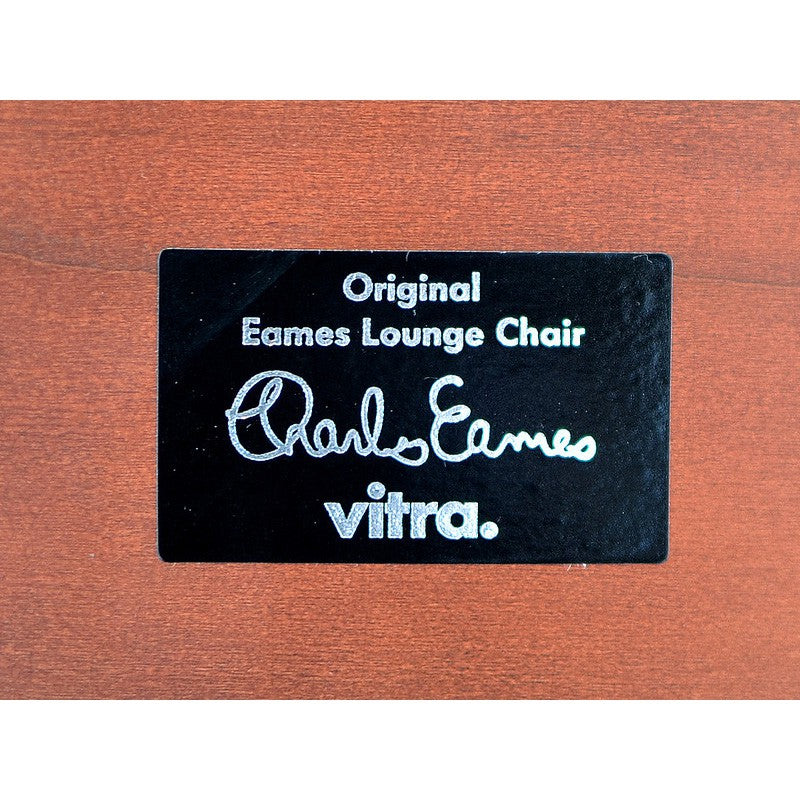 Original
Eames Lounge Chair
Charles Eames
vitra.